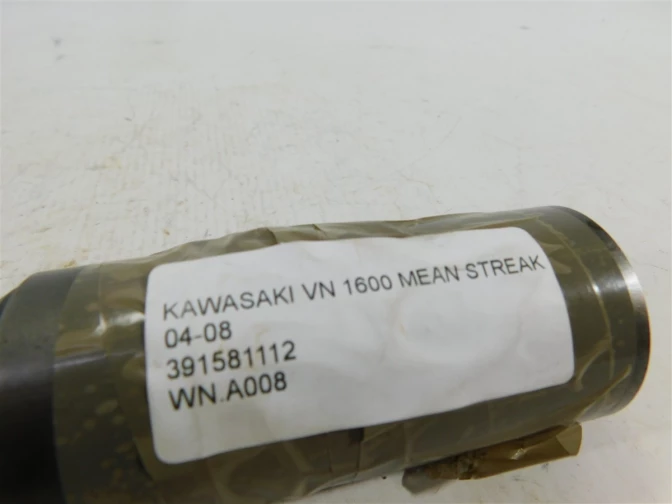 KAWASAKI VN 1600 MEAN STREAK
04-08
391581112
WN.A008